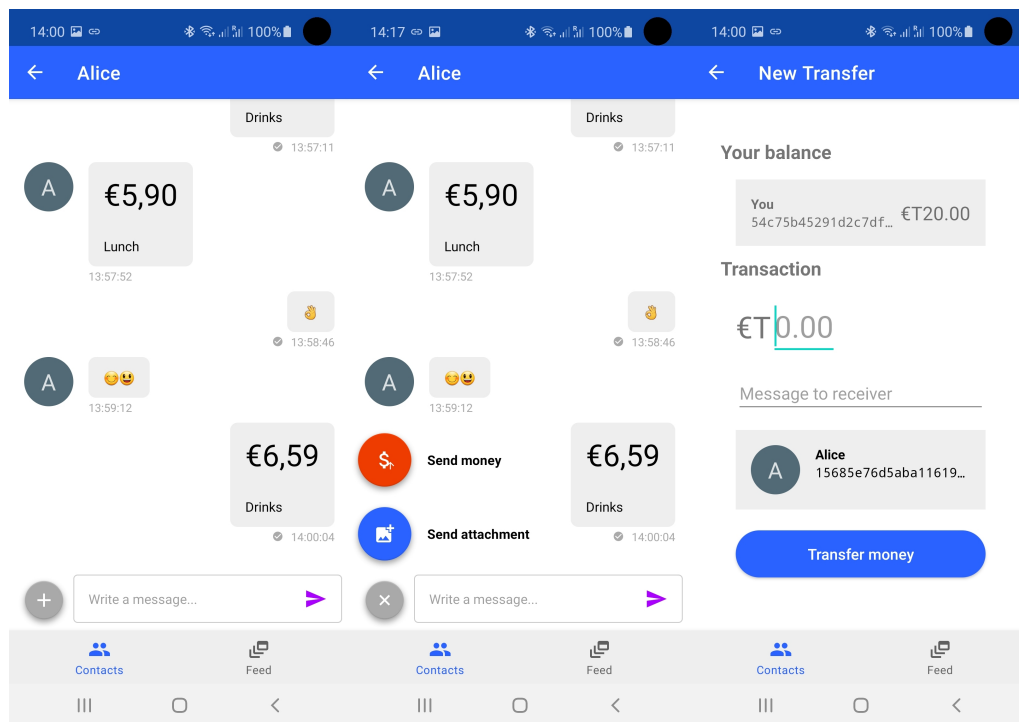 14:00
100%
Alice
Drinks
13:57:11
A
€5,90
Lunch
13:57:52
13:58:46
A
13:59:12
€6,59
Drinks
14:00:04
Write a message...
Contacts
Feed
14:17
100%
Alice
Drinks
13:57:11
A
€5,90
Lunch
13:57:52
13:58:46
A
13:59:12
€6,59
Send money
Drinks
Send attachment
14:00:04
Write a message...
Contacts
Feed
14:00
100%
New Transfer
Your balance
You
54c75b45291d2c7df…
€T20.00
Transaction
€T0.00
Message to receiver
A
Alice
15685e76d5aba11619…
Transfer money
Contacts
Feed